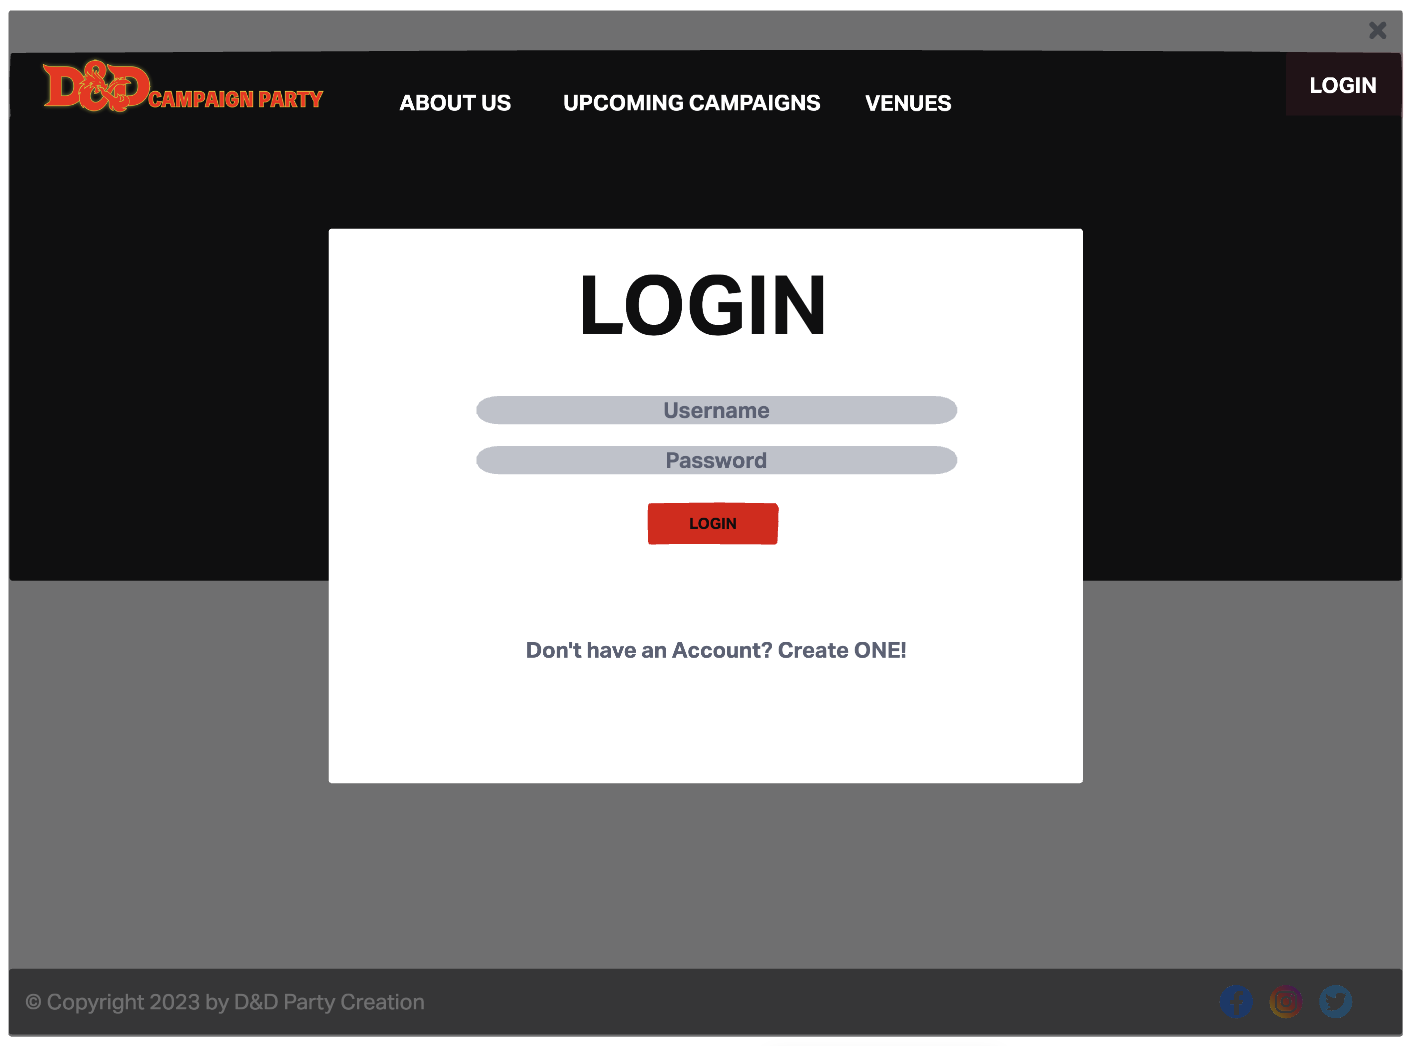 D&D CAMPAIGN PARTY
ABOUT US
UPCOMING CAMPAIGNS
VENUES
LOGIN
LOGIN
Username
Password
LOGIN
Don't have an Account? Create ONE!
© Copyright 2023 by D&D Party Creation